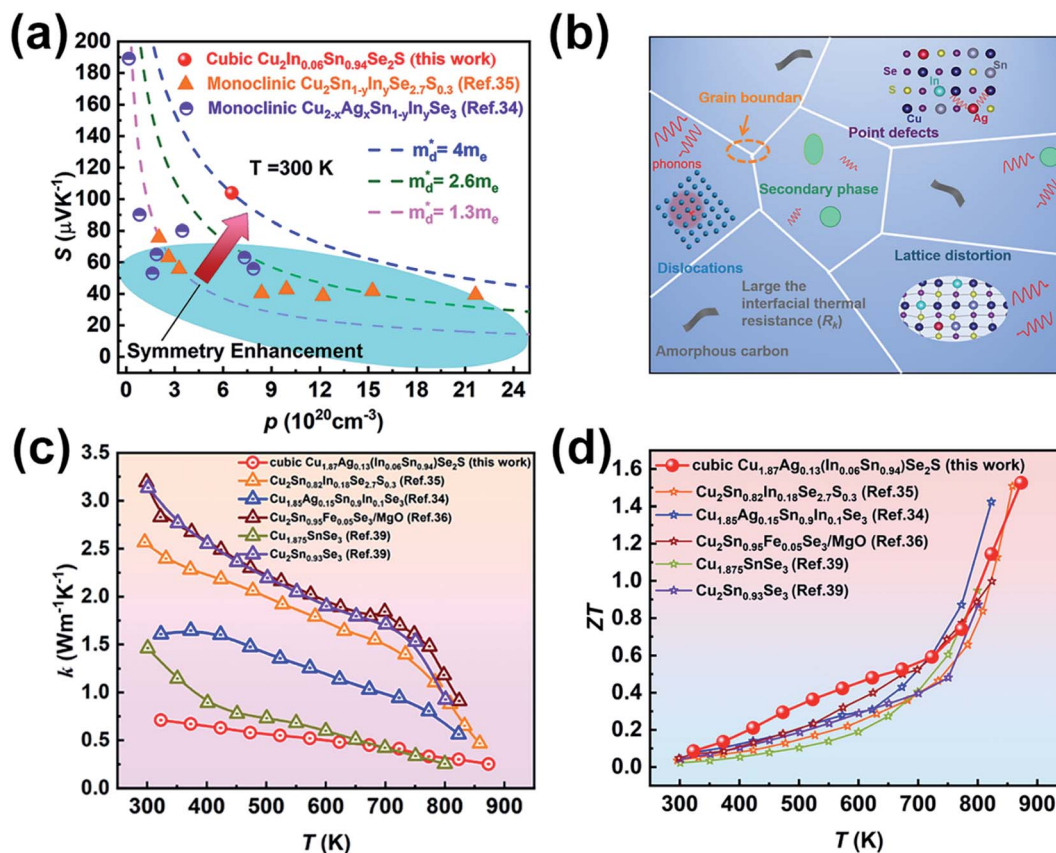 (a)
200
180
160
140
120
100
80
60
40
20
0
S (μVK⁻¹)
Cubic Cu₂In₀.₀₆Sn₀.₉₄Se₂S (this work)
Monoclinic Cu₂Sn₁₋yInySe₂.₇S₀.₃ (Ref.35)
Monoclinic Cu₂₋ₓAgₓSn₁₋yInySe₃ (Ref.34)
T =300 K
m*d= 4mₑ
m*d= 2.6mₑ
m*d= 1.3mₑ
Symmetry Enhancement
0 3 6 9 12 15 18 21 24
p (10²⁰cm⁻³)
(b)
Se
S
In
Sn
Cu
Ag
Point defects
Grain boundary
phonons
Secondary phase
Dislocations
Lattice distortion
Large the
interfacial thermal
resistance (Rₖ)
Amorphous carbon
(c)
3.5
3.0
2.5
2.0
1.5
1.0
0.5
0.0
k (Wm⁻¹K⁻¹)
cubic Cu₁.₈₇Ag₀.₁₃(In₀.₀₆Sn₀.₉₄)Se₂S (this work)
Cu₂Sn₀.₈₂In₀.₁₈Se₂.₇S₀.₃ (Ref.35)
Cu₁.₈₅Ag₀.₁₅Sn₀.₉In₀.₁Se₃(Ref.34)
Cu₂Sn₀.₉₅Fe₀.₀₅Se₃/MgO (Ref.36)
Cu₁.₈₇₅SnSe₃ (Ref.39)
Cu₂Sn₀.₉₃Se₃ (Ref.39)
300 400 500 600 700 800 900
T (K)
(d)
1.6
1.4
1.2
1.0
0.8
0.6
0.4
0.2
0.0
ZT
cubic Cu₁.₈₇Ag₀.₁₃(In₀.₀₆Sn₀.₉₄)Se₂S (this work)
Cu₂Sn₀.₈₂In₀.₁₈Se₂.₇S₀.₃ (Ref.35)
Cu₁.₈₅Ag₀.₁₅Sn₀.₉In₀.₁Se₃ (Ref.34)
Cu₂Sn₀.₉₅Fe₀.₀₅Se₃/MgO (Ref.36)
Cu₁.₈₇₅SnSe₃ (Ref.39)
Cu₂Sn₀.₉₃Se₃ (Ref.39)
300 400 500 600 700 800 900
T (K)